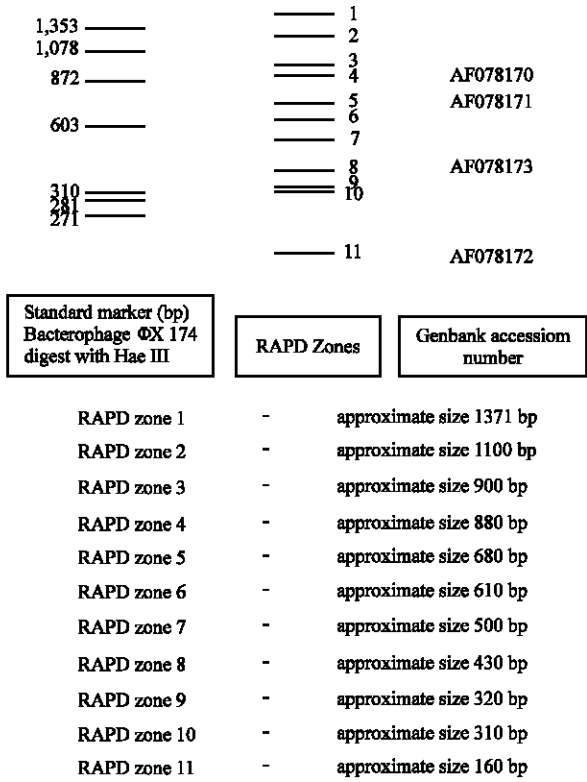 1
1,353
2
1,078
3
872
4 AF078170
5 AF078171
603
6
7
8 AF078173
9
310
10
281
271
11 AF078172
Standard marker (bp)
Bacterophage ΦX 174
digest with Hae III
RAPD Zones
Genbank accessiom
number
RAPD zone 1 - approximate size 1371 bp
RAPD zone 2 - approximate size 1100 bp
RAPD zone 3 - approximate size 900 bp
RAPD zone 4 - approximate size 880 bp
RAPD zone 5 - approximate size 680 bp
RAPD zone 6 - approximate size 610 bp
RAPD zone 7 - approximate size 500 bp
RAPD zone 8 - approximate size 430 bp
RAPD zone 9 - approximate size 320 bp
RAPD zone 10 - approximate size 310 bp
RAPD zone 11 - approximate size 160 bp